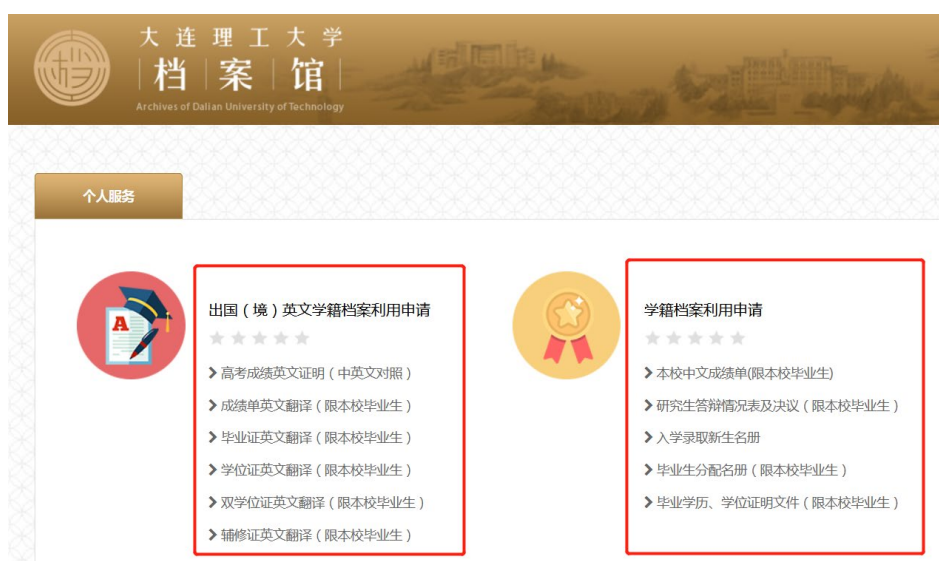 大连理工大学
档案馆
Archives of Dalian University of Technology
个人服务
出国（境）英文学籍档案利用申请
高考成绩英文证明（中英文对照）
成绩单英文翻译（限本校毕业生）
毕业证英文翻译（限本校毕业生）
学位证英文翻译（限本校毕业生）
双学位证英文翻译（限本校毕业生）
辅修证英文翻译（限本校毕业生）
学籍档案利用申请
本校中文成绩单(限本校毕业生)
研究生答辩情况表及决议（限本校毕业生）
入学录取新生名册
毕业生分配名册（限本校毕业生）
毕业学历、学位证明文件（限本校毕业生）
A